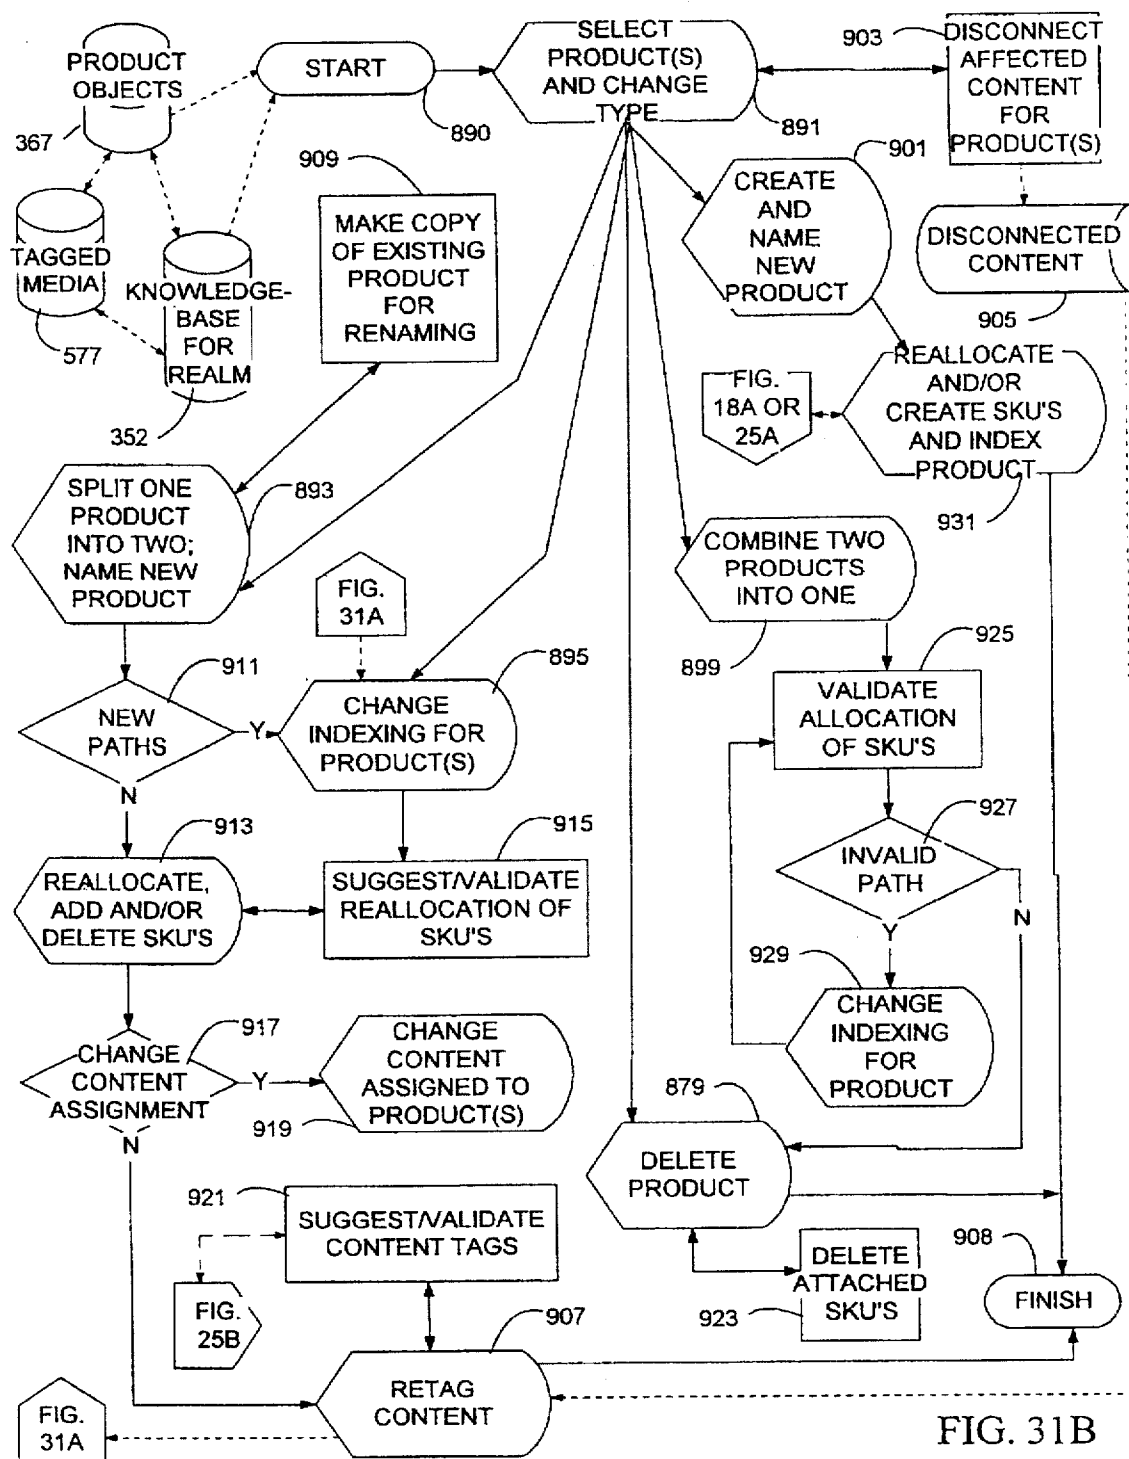 PRODUCT
OBJECTS
367
START
890
SELECT
PRODUCT(S)
AND CHANGE
TYPE
891
903
DISCONNECT
AFFECTED
CONTENT
FOR
PRODUCT(S)
909
MAKE COPY
OF EXISTING
PRODUCT
FOR
RENAMING
901
CREATE
AND
NAME
NEW
PRODUCT
DISCONNECTED
CONTENT
905
TAGGED
MEDIA
577
KNOWLEDGE-
BASE
FOR
REALM
352
FIG.
18A OR
25A
REALLOCATE
AND/OR
CREATE SKU'S
AND INDEX
PRODUCT
931
SPLIT ONE
PRODUCT
INTO TWO;
NAME NEW
PRODUCT
893
FIG.
31A
COMBINE TWO
PRODUCTS
INTO ONE
899
911
NEW
PATHS
Y
N
895
CHANGE
INDEXING FOR
PRODUCT(S)
925
VALIDATE
ALLOCATION
OF SKU'S
913
REALLOCATE,
ADD AND/OR
DELETE SKU'S
915
SUGGEST/VALIDATE
REALLOCATION OF
SKU'S
927
INVALID
PATH
Y
N
929
CHANGE
INDEXING
FOR
PRODUCT
917
CHANGE
CONTENT
ASSIGNMENT
Y
N
CHANGE
CONTENT
ASSIGNED TO
PRODUCT(S)
919
879
DELETE
PRODUCT
921
SUGGEST/VALIDATE
CONTENT TAGS
DELETE
ATTACHED
SKU'S
923
908
FINISH
FIG.
25B
907
RETAG
CONTENT
FIG.
31A
FIG. 31B